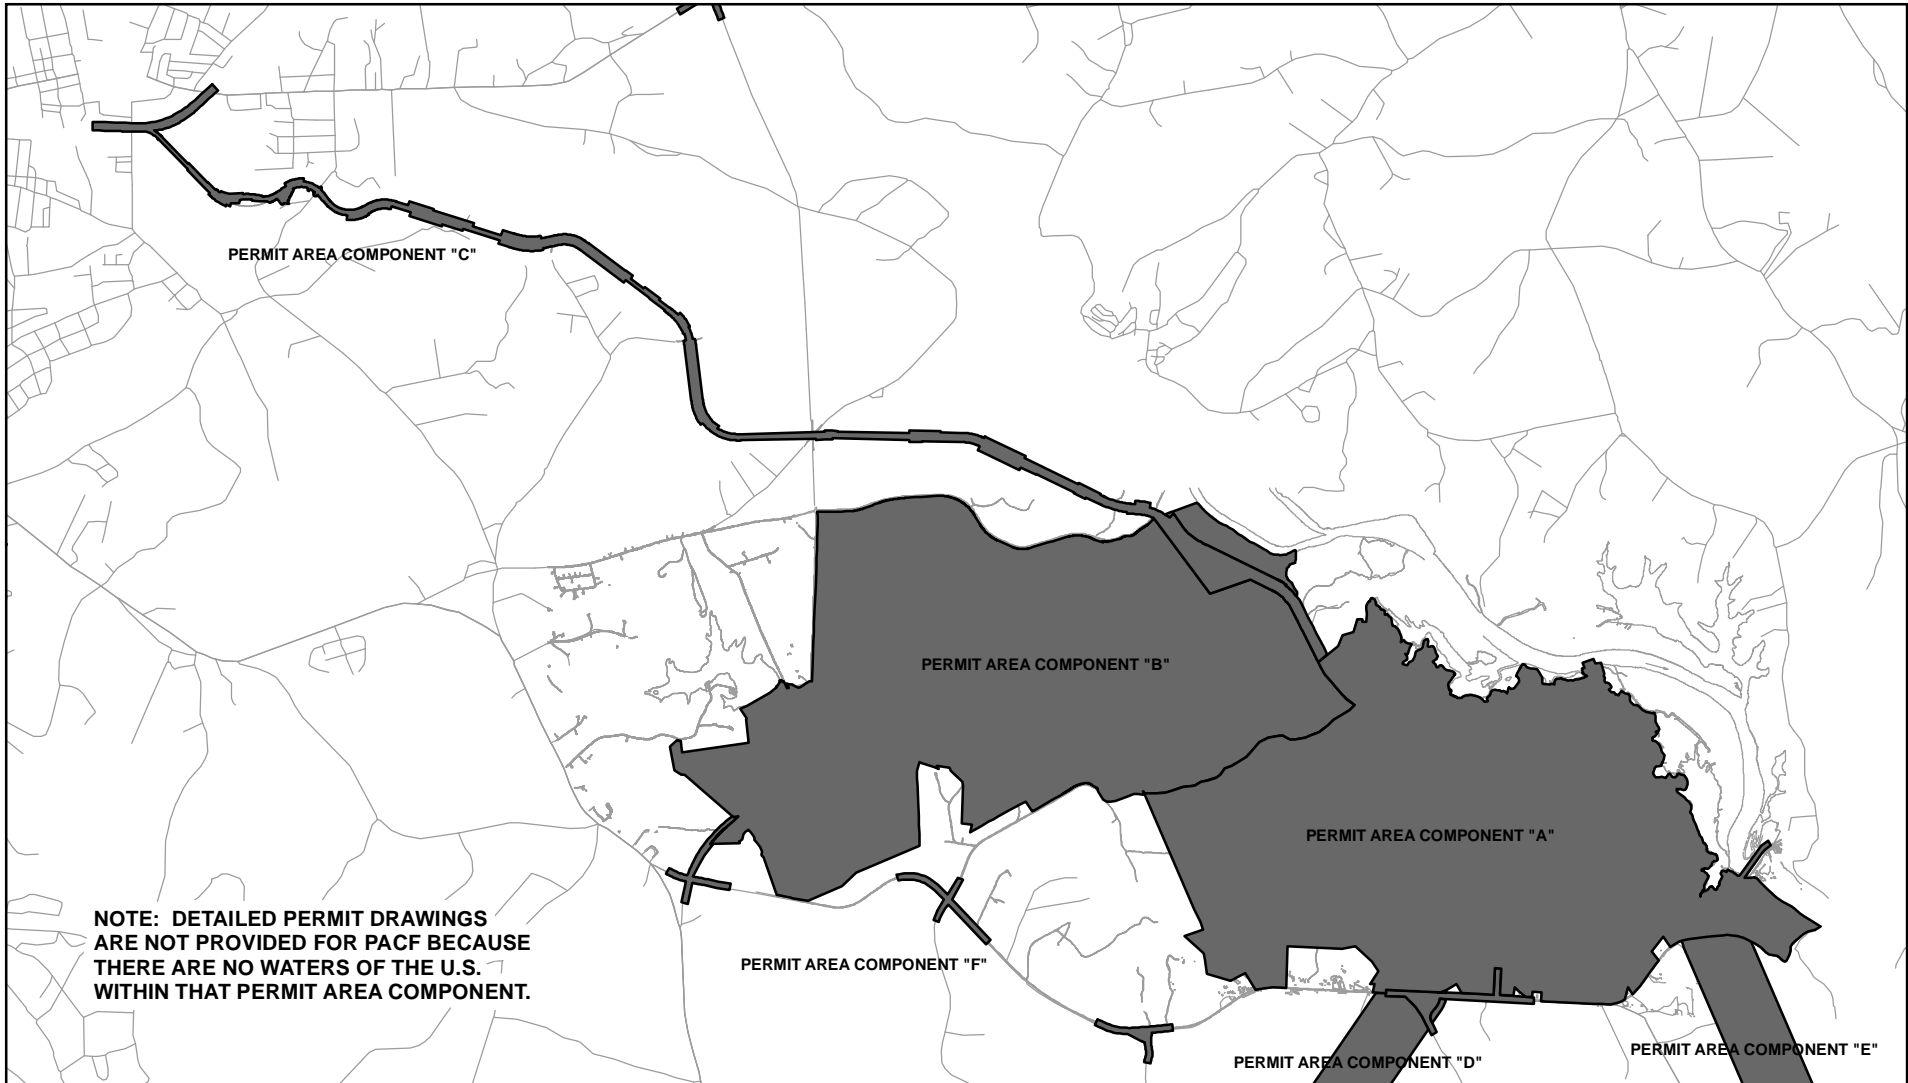 PERMIT AREA COMPONENT "C"
PERMIT AREA COMPONENT "B"
PERMIT AREA COMPONENT "A"
NOTE: DETAILED PERMIT DRAWINGS
ARE NOT PROVIDED FOR PACF BECAUSE
THERE ARE NO WATERS OF THE U.S.
WITHIN THAT PERMIT AREA COMPONENT.
PERMIT AREA COMPONENT "F"
PERMIT AREA COMPONENT "D"
PERMIT AREA COMPONENT "E"